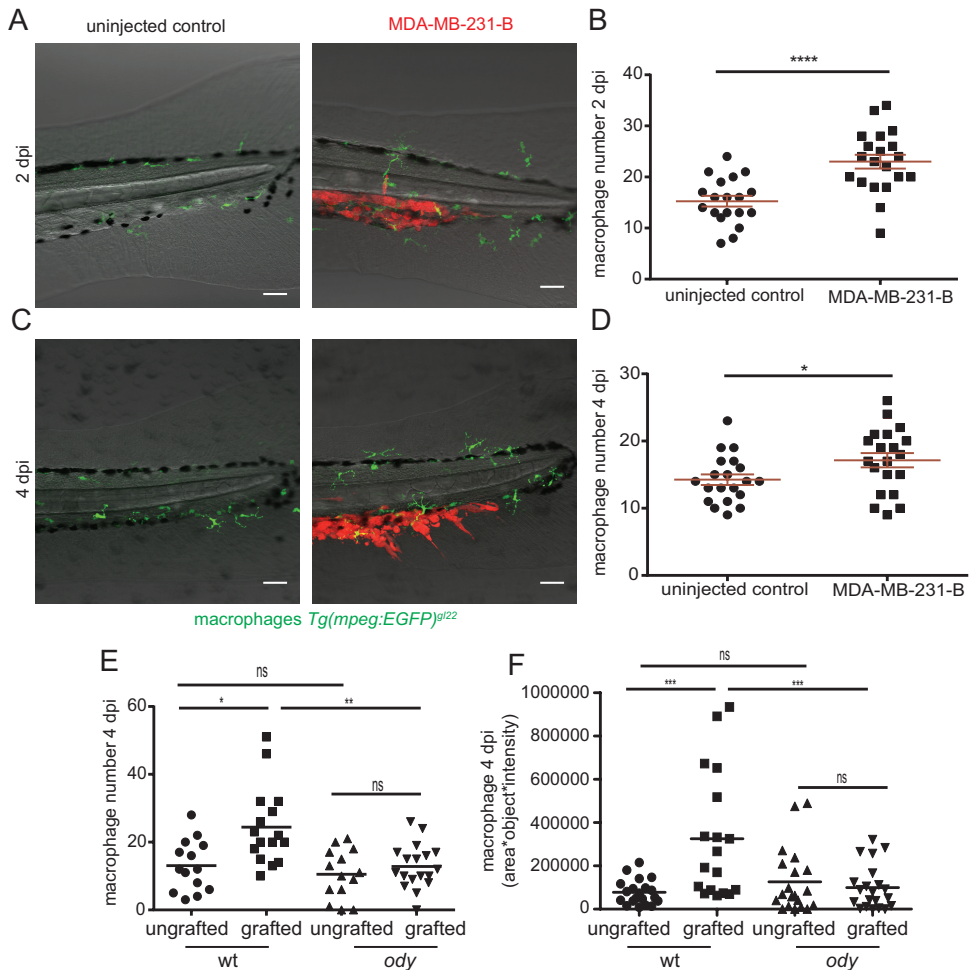 A
uninjected control
MDA-MB-231-B
2 dpi
B
macrophage number 2 dpi
40
30
20
10
0
****
uninjected control
MDA-MB-231-B
C
4 dpi
macrophages Tg(mpeg:EGFP)gl22
D
macrophage number 4 dpi
30
20
10
0
*
uninjected control
MDA-MB-231-B
E
macrophage number 4 dpi
60
40
20
0
ns
*
**
ns
ungrafted
grafted
ungrafted
grafted
wt
ody
F
macrophage 4 dpi
(area*object*intensity)
1000000
800000
600000
400000
200000
0
ns
***
***
ns
ungrafted
grafted
ungrafted
grafted
wt
ody